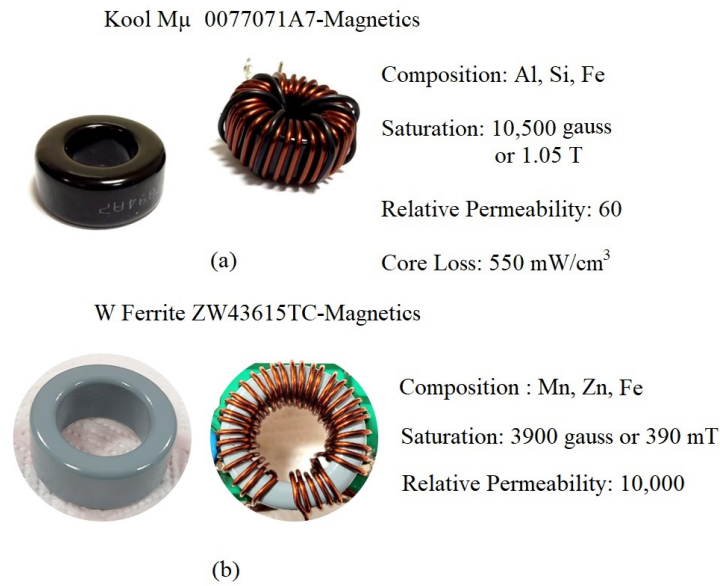 Kool Mµ 0077071A7-Magnetics
Composition: Al, Si, Fe
Saturation: 10,500 gauss
or 1.05 T
Relative Permeability: 60
Core Loss: 550 mW/cm³
(a)
W Ferrite ZW43615TC-Magnetics
Composition : Mn, Zn, Fe
Saturation: 3900 gauss or 390 mT
Relative Permeability: 10,000
(b)